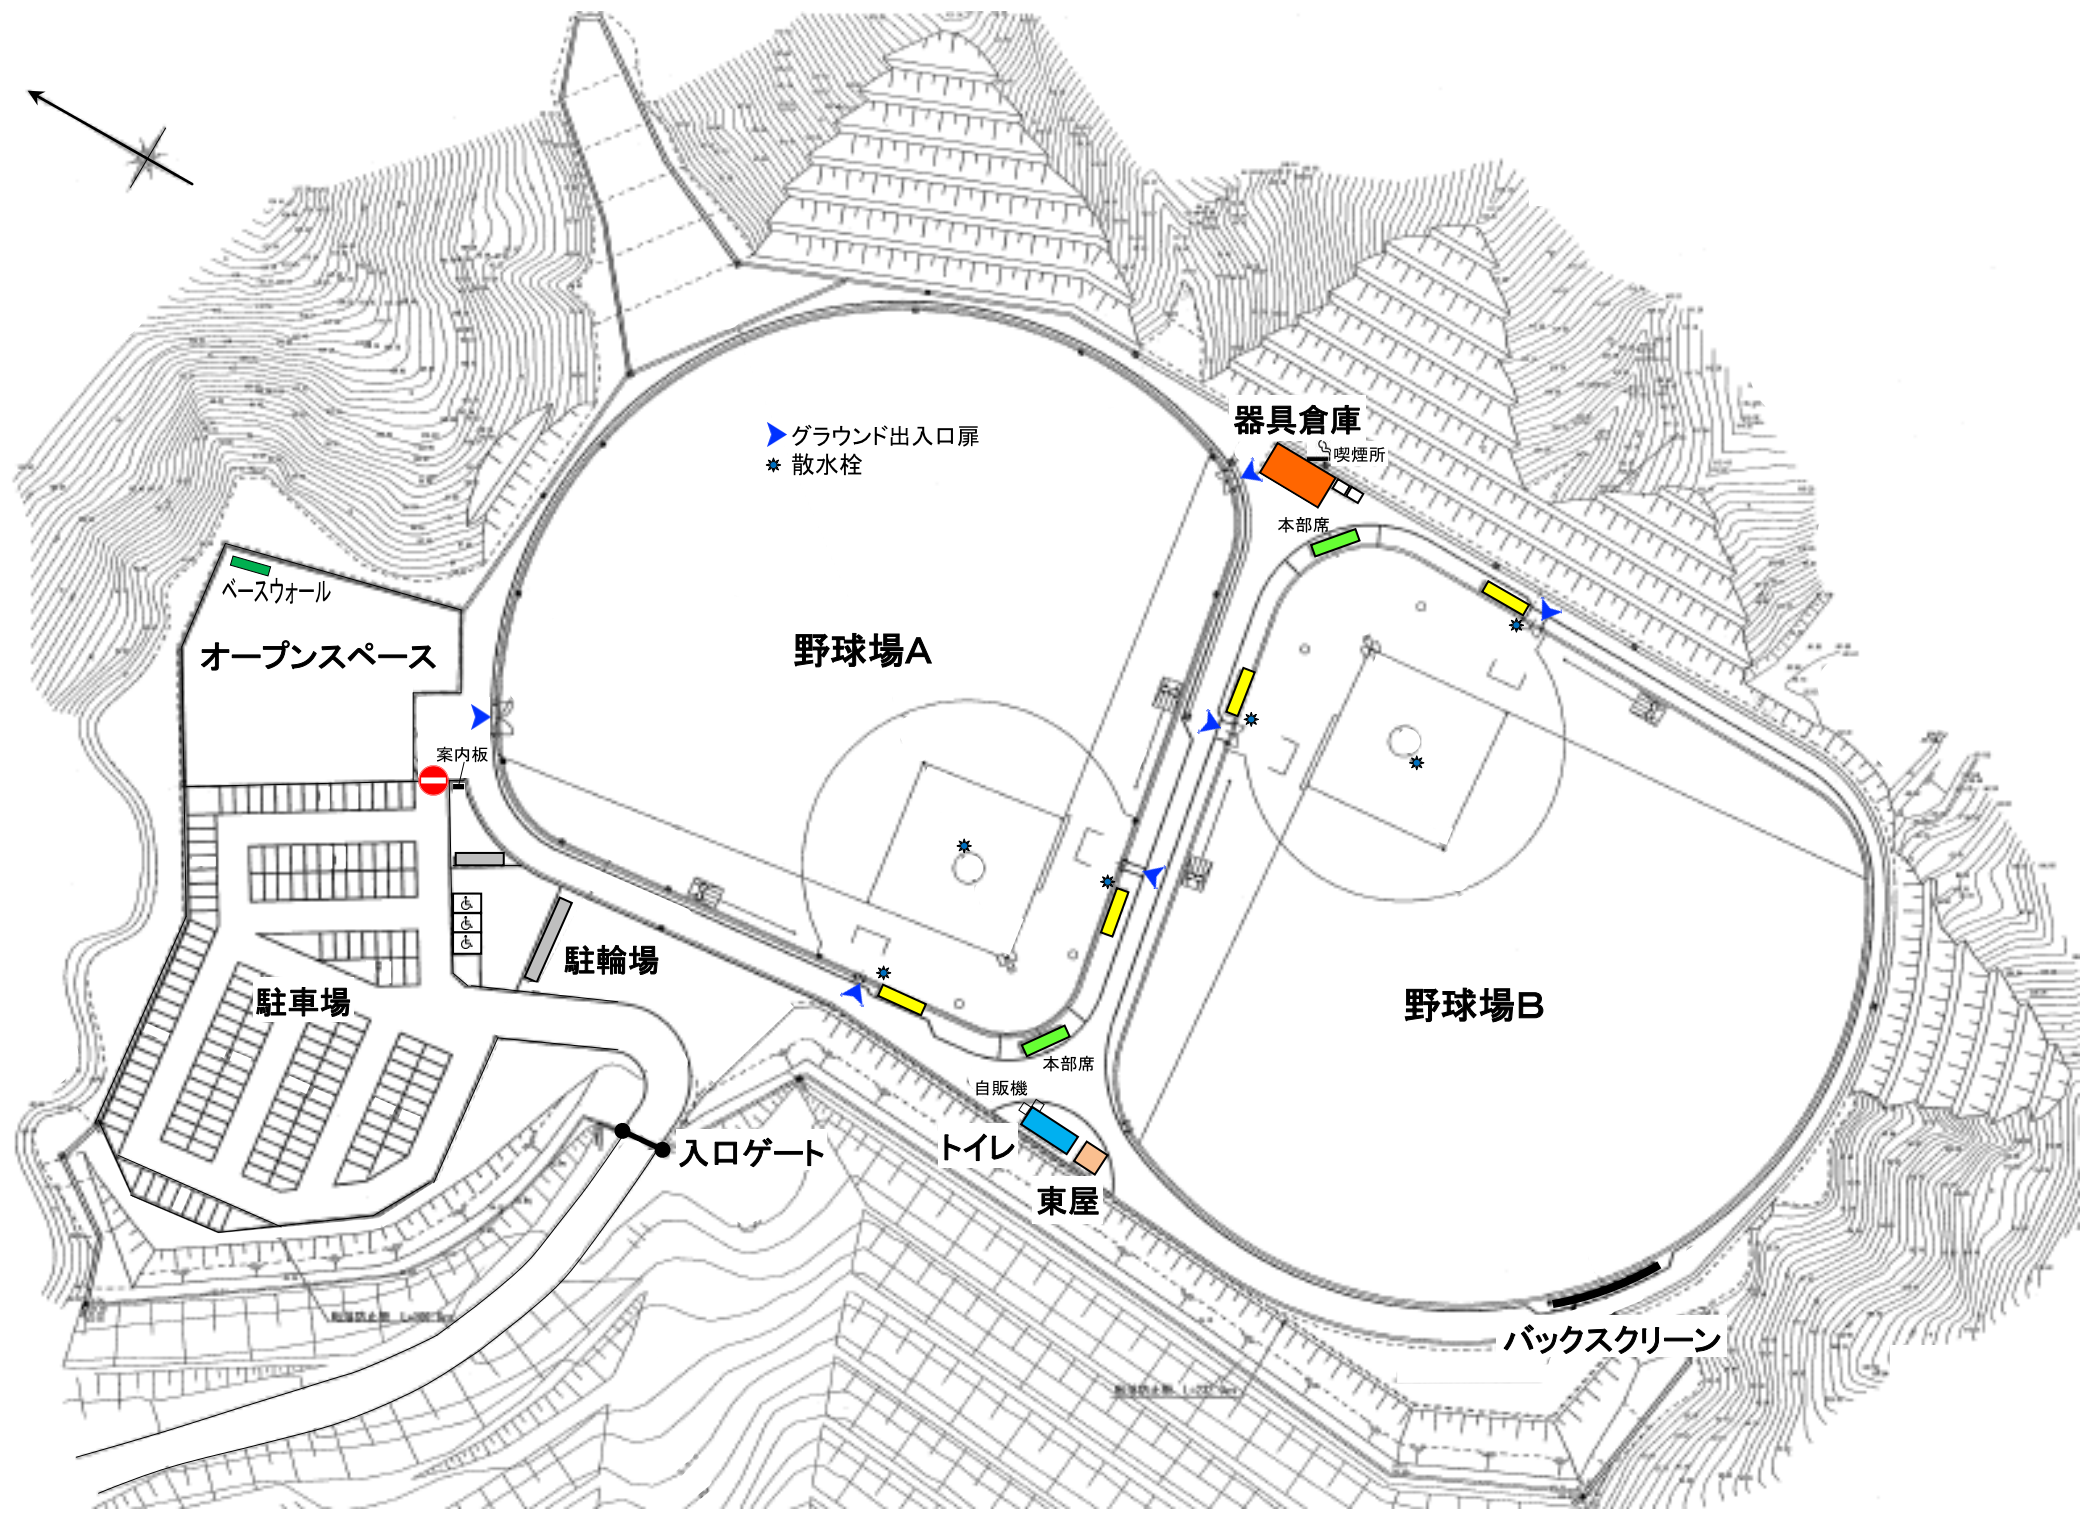 グラウンド出入口扉
散水栓
器具倉庫
喫煙所
本部席
ベースウォール
オープンスペース
野球場A
案内板
駐輪場
駐車場
野球場B
本部席
自販機
トイレ
入口ゲート
東屋
バックスクリーン